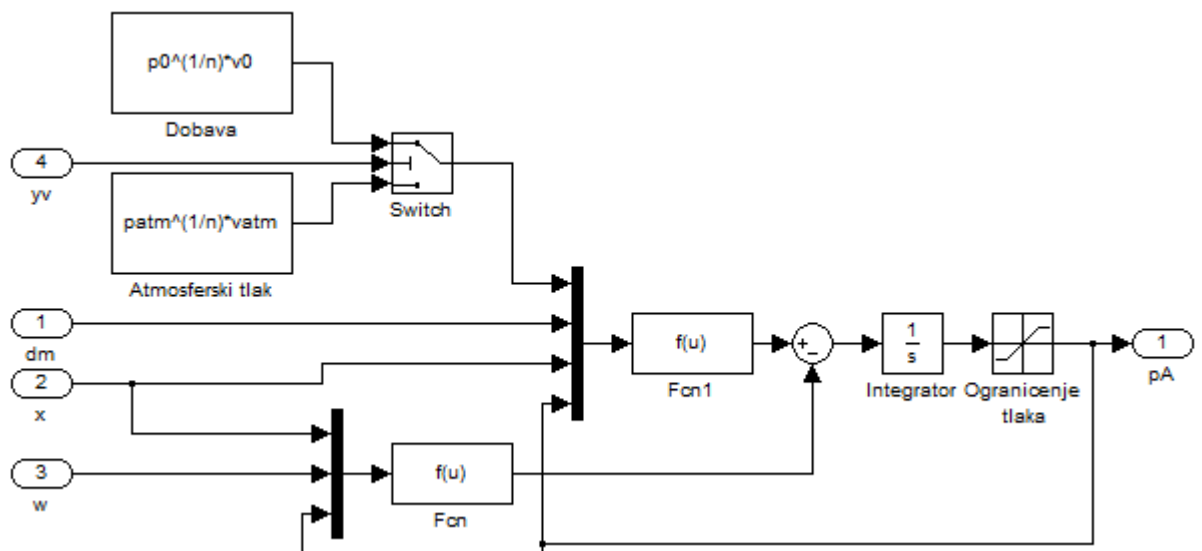 p0^(1/n)*v0
Dobava
4
yv
Switch
patm^(1/n)*vatm
Atmosferski tlak
1
dm
2
x
3
w
f(u)
Fcn
f(u)
Fcn1
+
−
1
s
Integrator
Ogranicenje
tlaka
1
pA